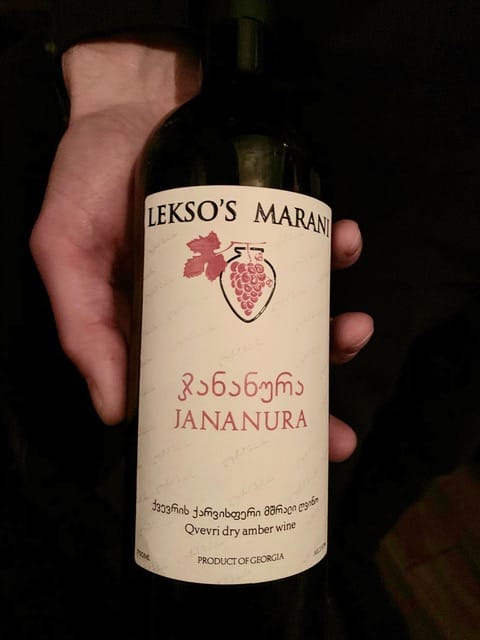 LEKSO'S MARANI
ჯანანურა
JANANURA
ქვევრის ქარვისფერი მშრალი ღვინო
Qvevri dry amber wine
PRODUCT OF GEORGIA